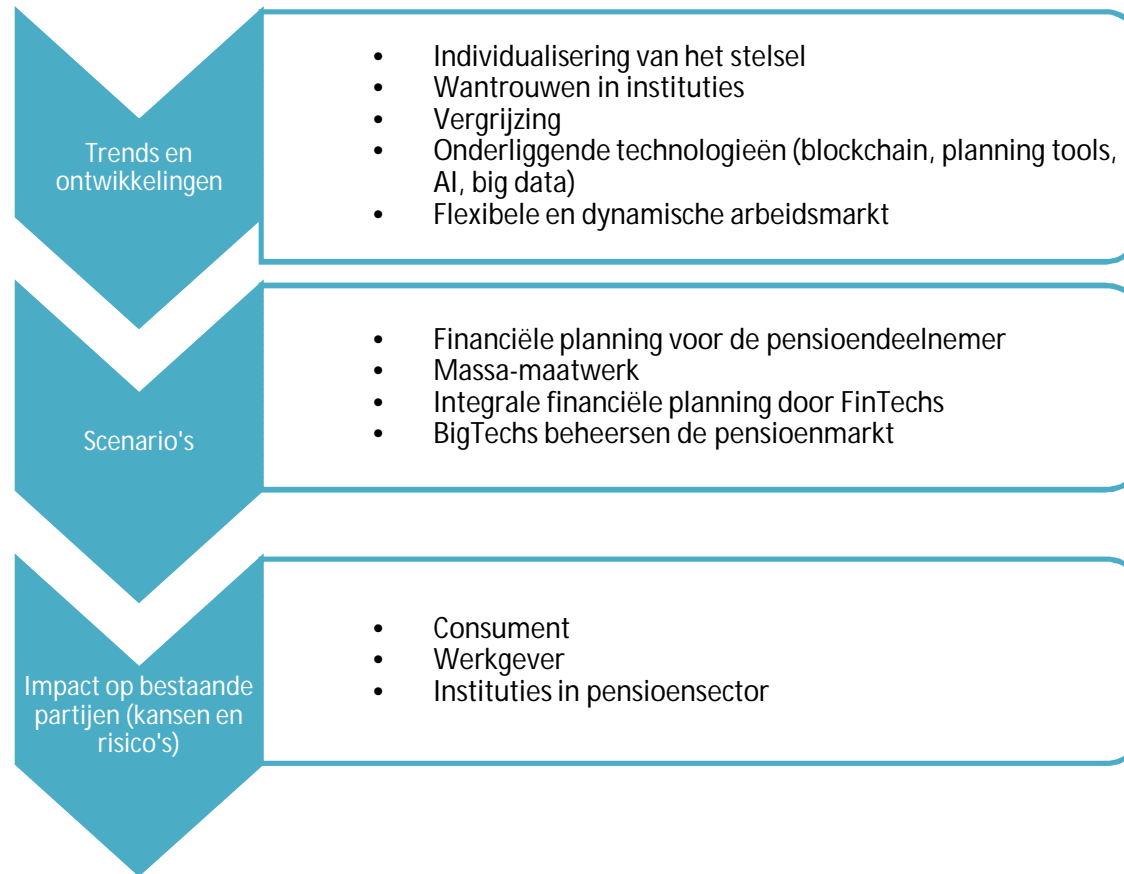 Trends en
ontwikkelingen
• Individualisering van het stelsel
• Wantrouwen in instituties
• Vergrijzing
• Onderliggende technologieën (blockchain, planning tools,
AI, big data)
• Flexibele en dynamische arbeidsmarkt
Scenario's
• Financiële planning voor de pensioendeelnemer
• Massa-maatwerk
• Integrale financiële planning door FinTechs
• BigTechs beheersen de pensioenmarkt
Impact op bestaande
partijen (kansen en
risico's)
• Consument
• Werkgever
• Instituties in pensioensector